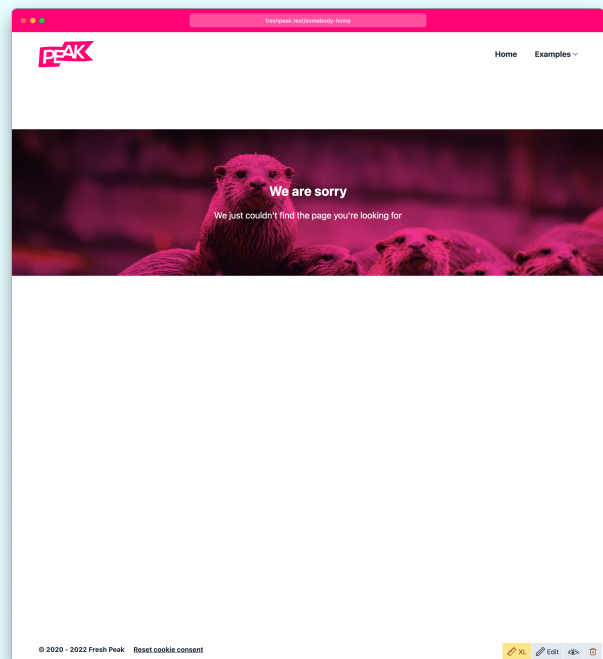 freshpeak.test/somebody-home
PEAK
Home Examples
We are sorry
We just couldn't find the page you're looking for
© 2020 - 2022 Fresh Peak Reset cookie consent
XL Edit